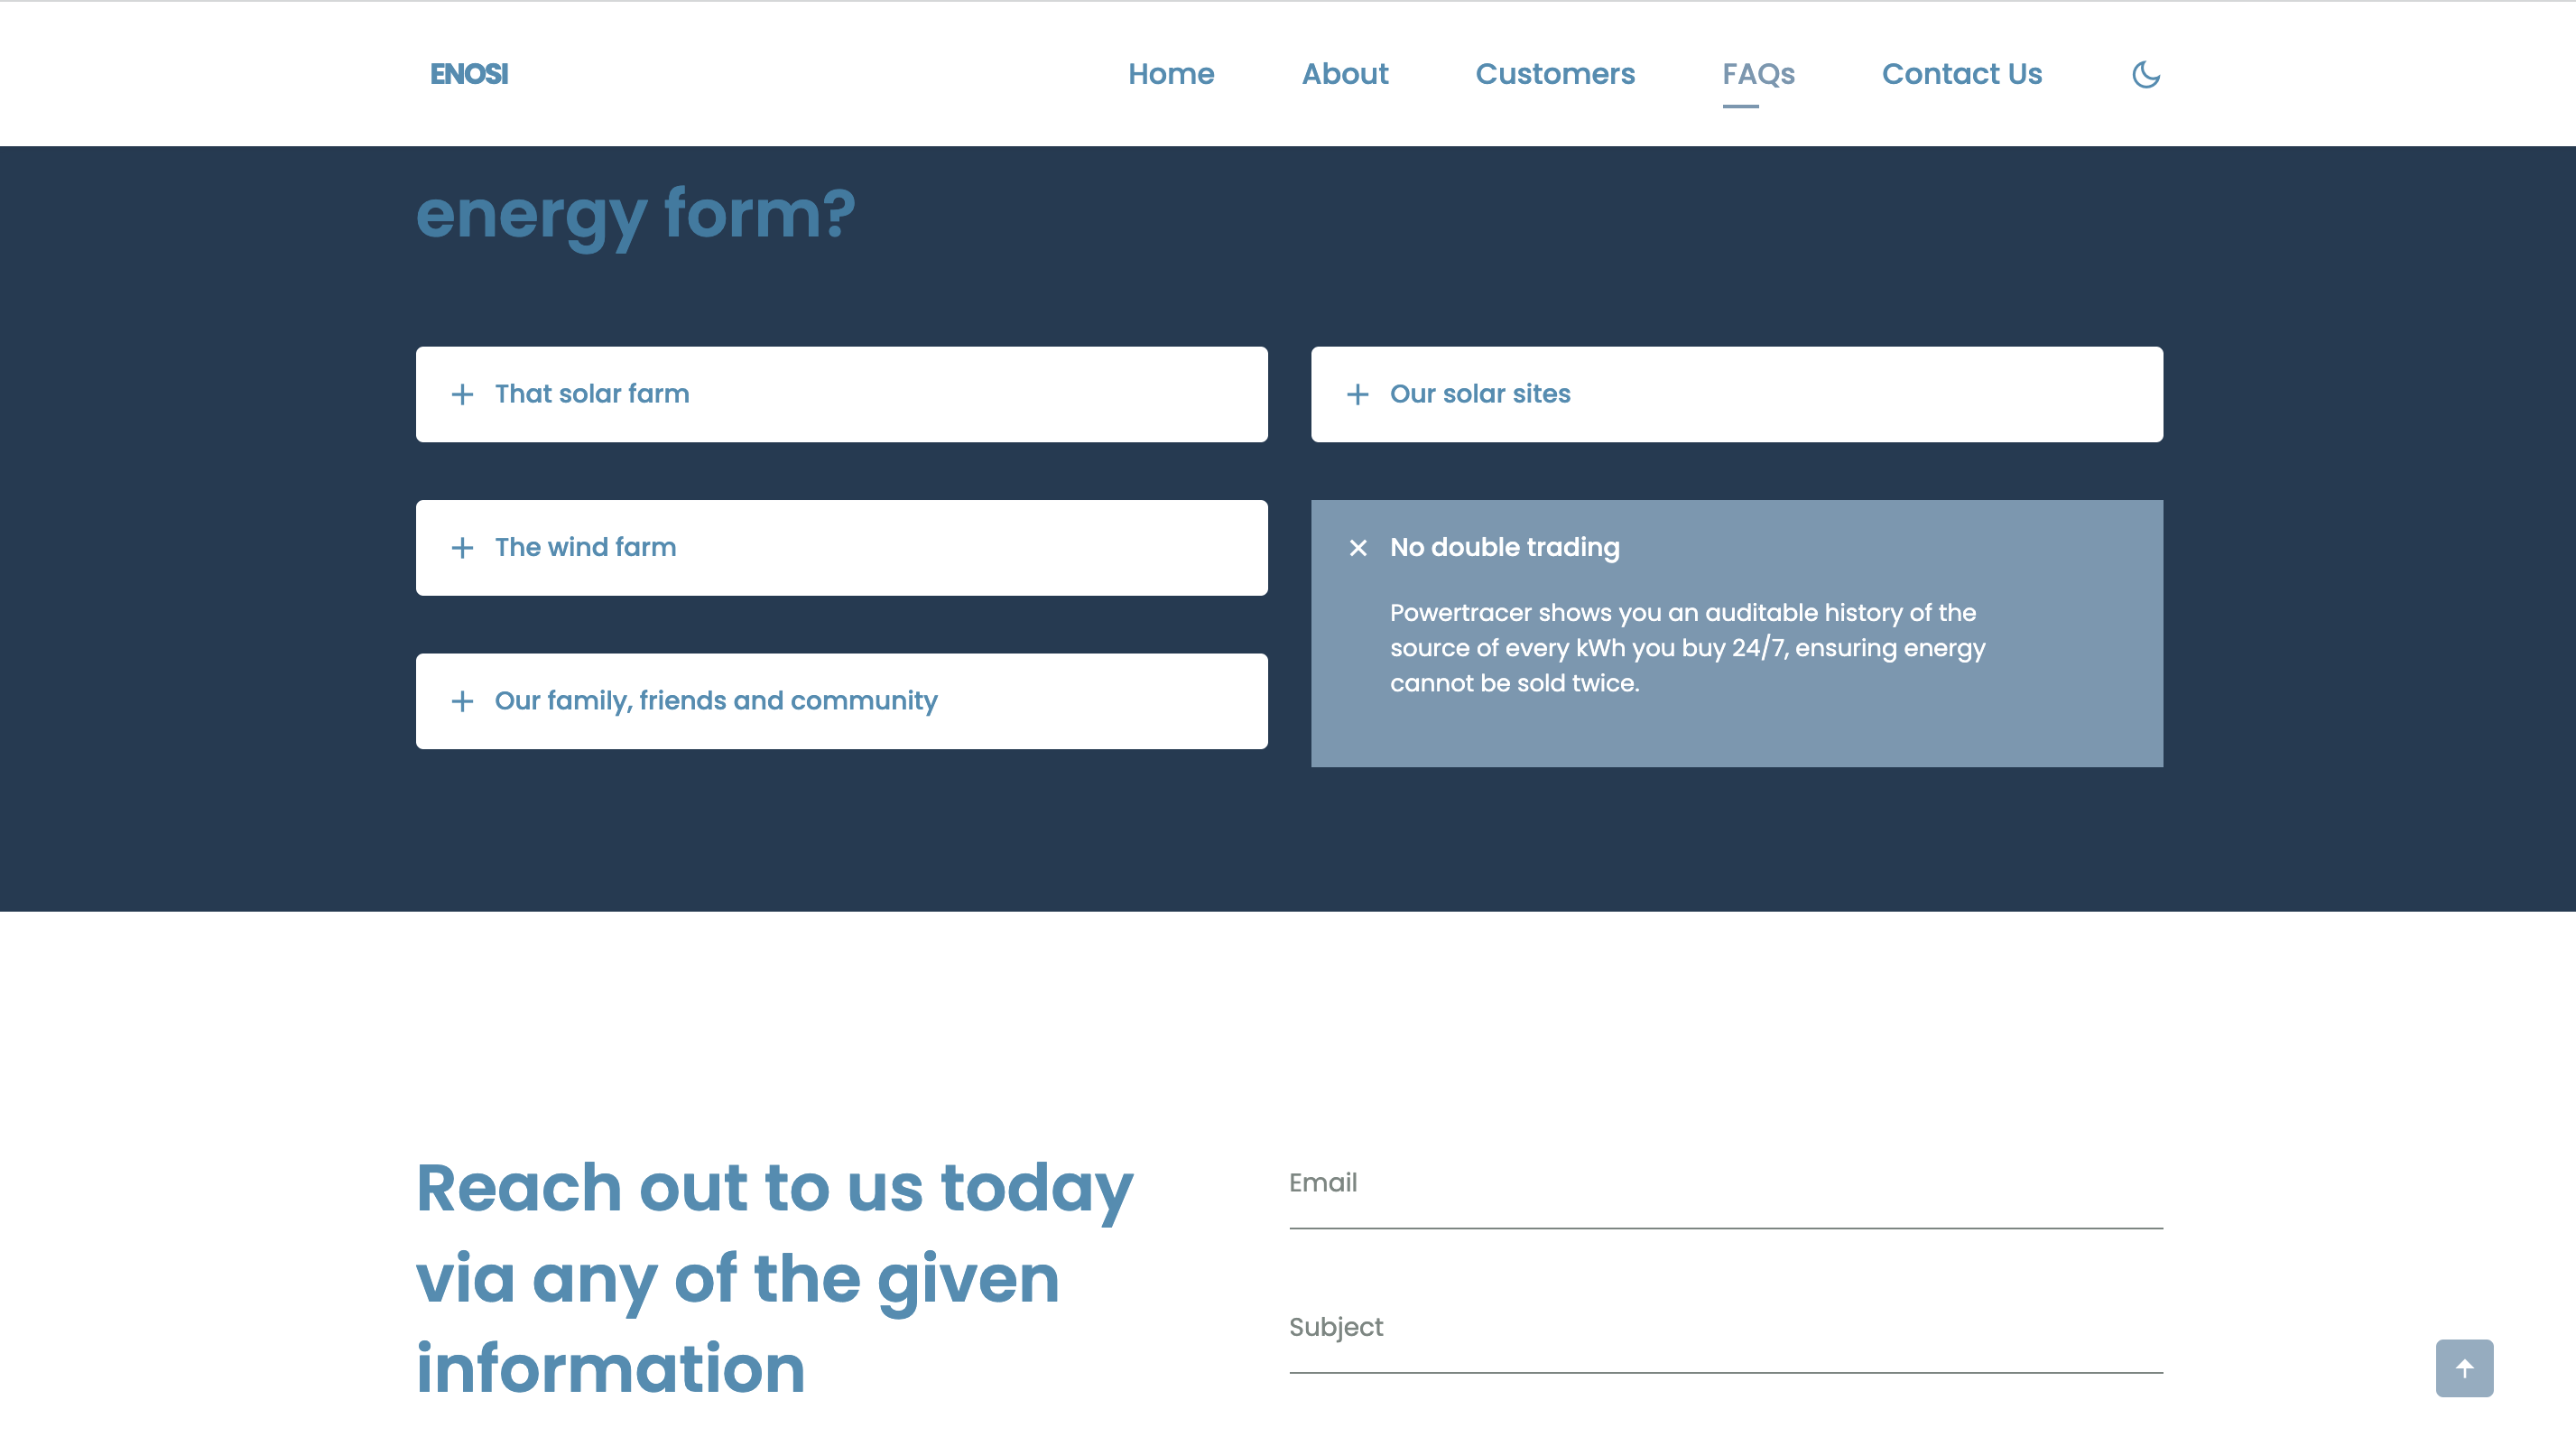 ENOSI
Home
About
Customers
FAQs
Contact Us
energy form?
That solar farm
The wind farm
Our family, friends and community
Our solar sites
No double trading
Powertracer shows you an auditable history of the
source of every kWh you buy 24/7, ensuring energy
cannot be sold twice.
Reach out to us today
via any of the given
information
Email
Subject